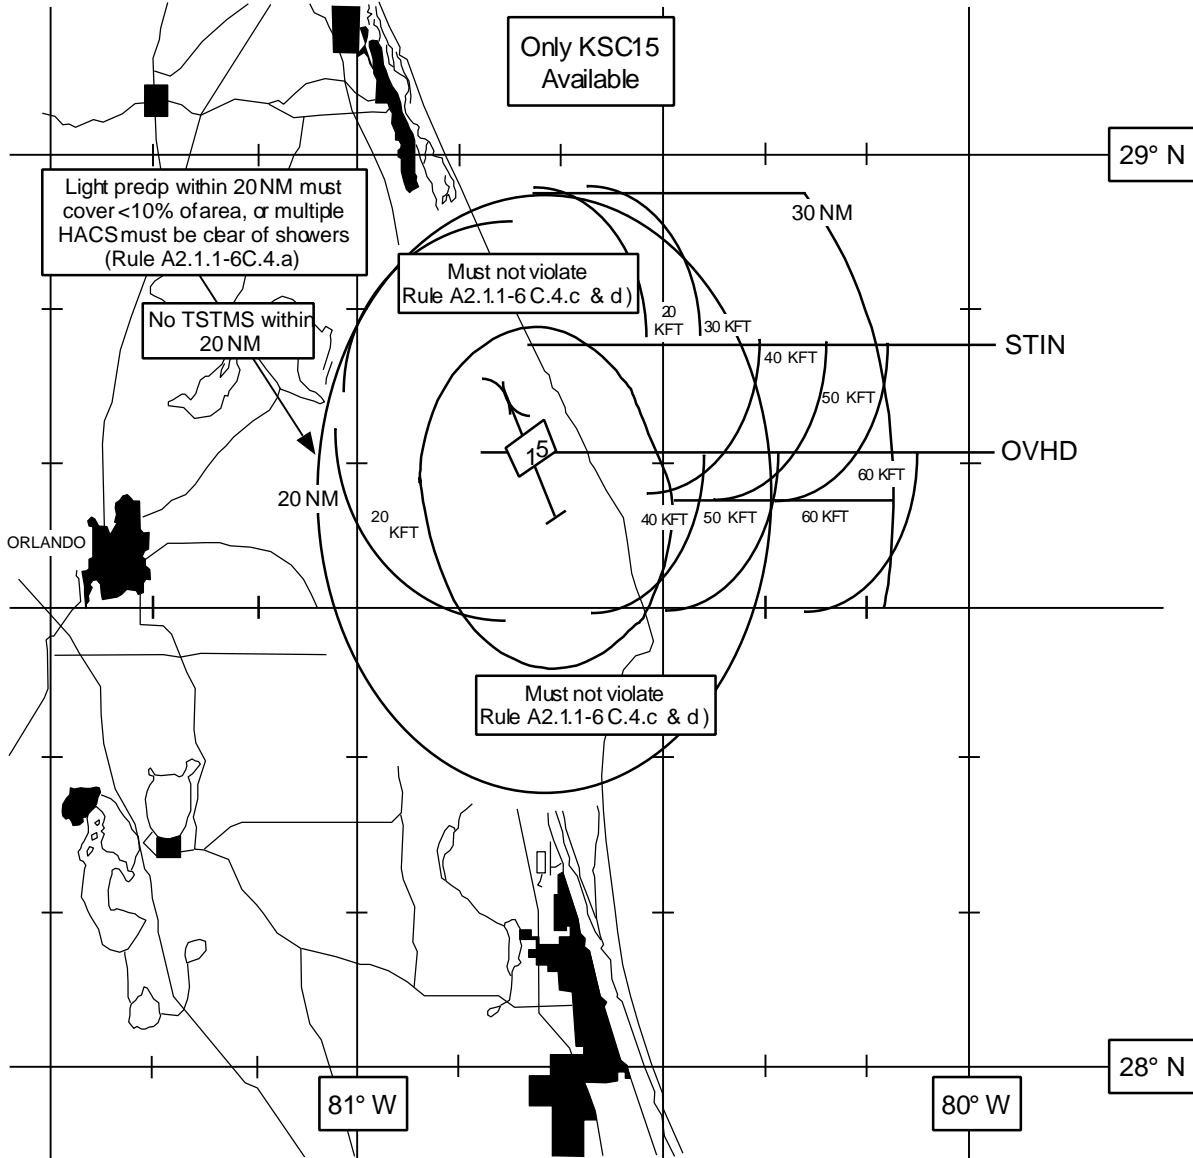 Only KSC15
Available
29° N
Light precip within 20 NM must
cover <10% of area, or multiple
HACS must be clear of showers
(Rule A2.1.1-6C.4.a)
30 NM
Must not violate
Rule A2.1.1-6 C.4.c & d )
No TSTMS within
20 NM
20
KFT
30 KFT
STIN
40 KFT
50 KFT
15
OVHD
60 KFT
20 NM
20
KFT
40 KFT
50 KFT
60 KFT
ORLANDO
Must not violate
Rule A2.1.1-6 C.4.c & d )
28° N
81° W
80° W